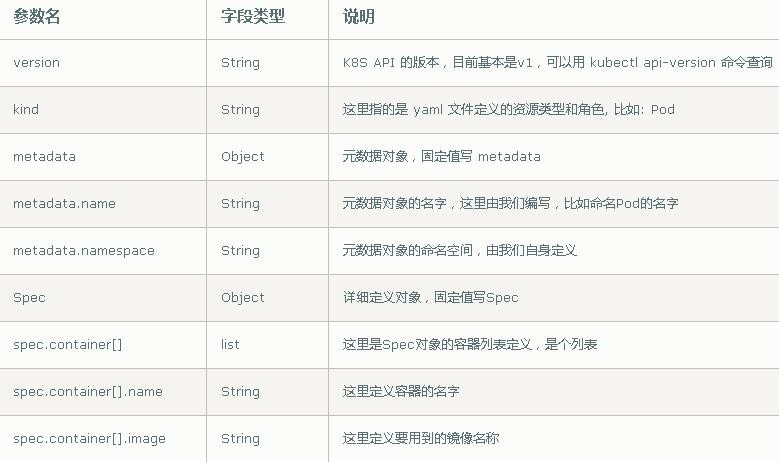 参数名 字段类型 说明
version String K8S API 的版本，目前基本是v1，可以用 kubectl api-version 命令查询
kind String 这里指的是 yaml 文件定义的资源类型和角色, 比如: Pod
metadata Object 元数据对象，固定值写 metadata
metadata.name String 元数据对象的名字，这里由我们编写，比如命名Pod的名字
metadata.namespace String 元数据对象的命名空间，由我们自身定义
Spec Object 详细定义对象，固定值写Spec
spec.container[] list 这里是Spec对象的容器列表定义，是个列表
spec.container[].name String 这里定义容器的名字
spec.container[].image String 这里定义要用到的镜像名称